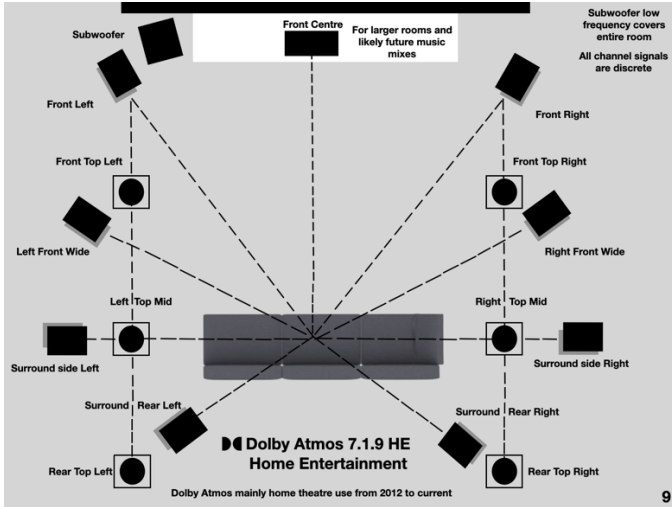 Subwoofer
Front Centre
For larger rooms and
likely future music
mixes
Subwoofer low
frequency covers
entire room
All channel signals
are discrete
Front Left
Front Right
Front Top Left
Front Top Right
Left Front Wide
Right Front Wide
Left Top Mid
Right Top Mid
Surround side Left
Surround side Right
Surround Rear Left
Surround Rear Right
Dolby Atmos 7.1.9 HE
Home Entertainment
Rear Top Left
Rear Top Right
Dolby Atmos mainly home theatre use from 2012 to current
9